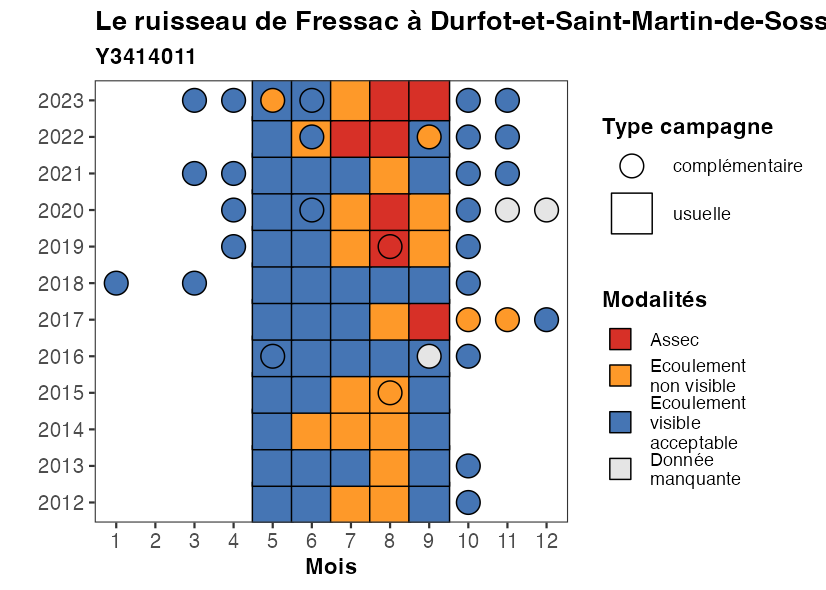 Le ruisseau de Fressac à Durfot-et-Saint-Martin-de-Soss
Y3414011
2023
2022
2021
2020
2019
2018
2017
2016
2015
2014
2013
2012
1 2 3 4 5 6 7 8 9 10 11 12
Mois
Type campagne
complémentaire
usuelle
Modalités
Assec
Ecoulement
non visible
Ecoulement
visible
acceptable
Donnée
manquante